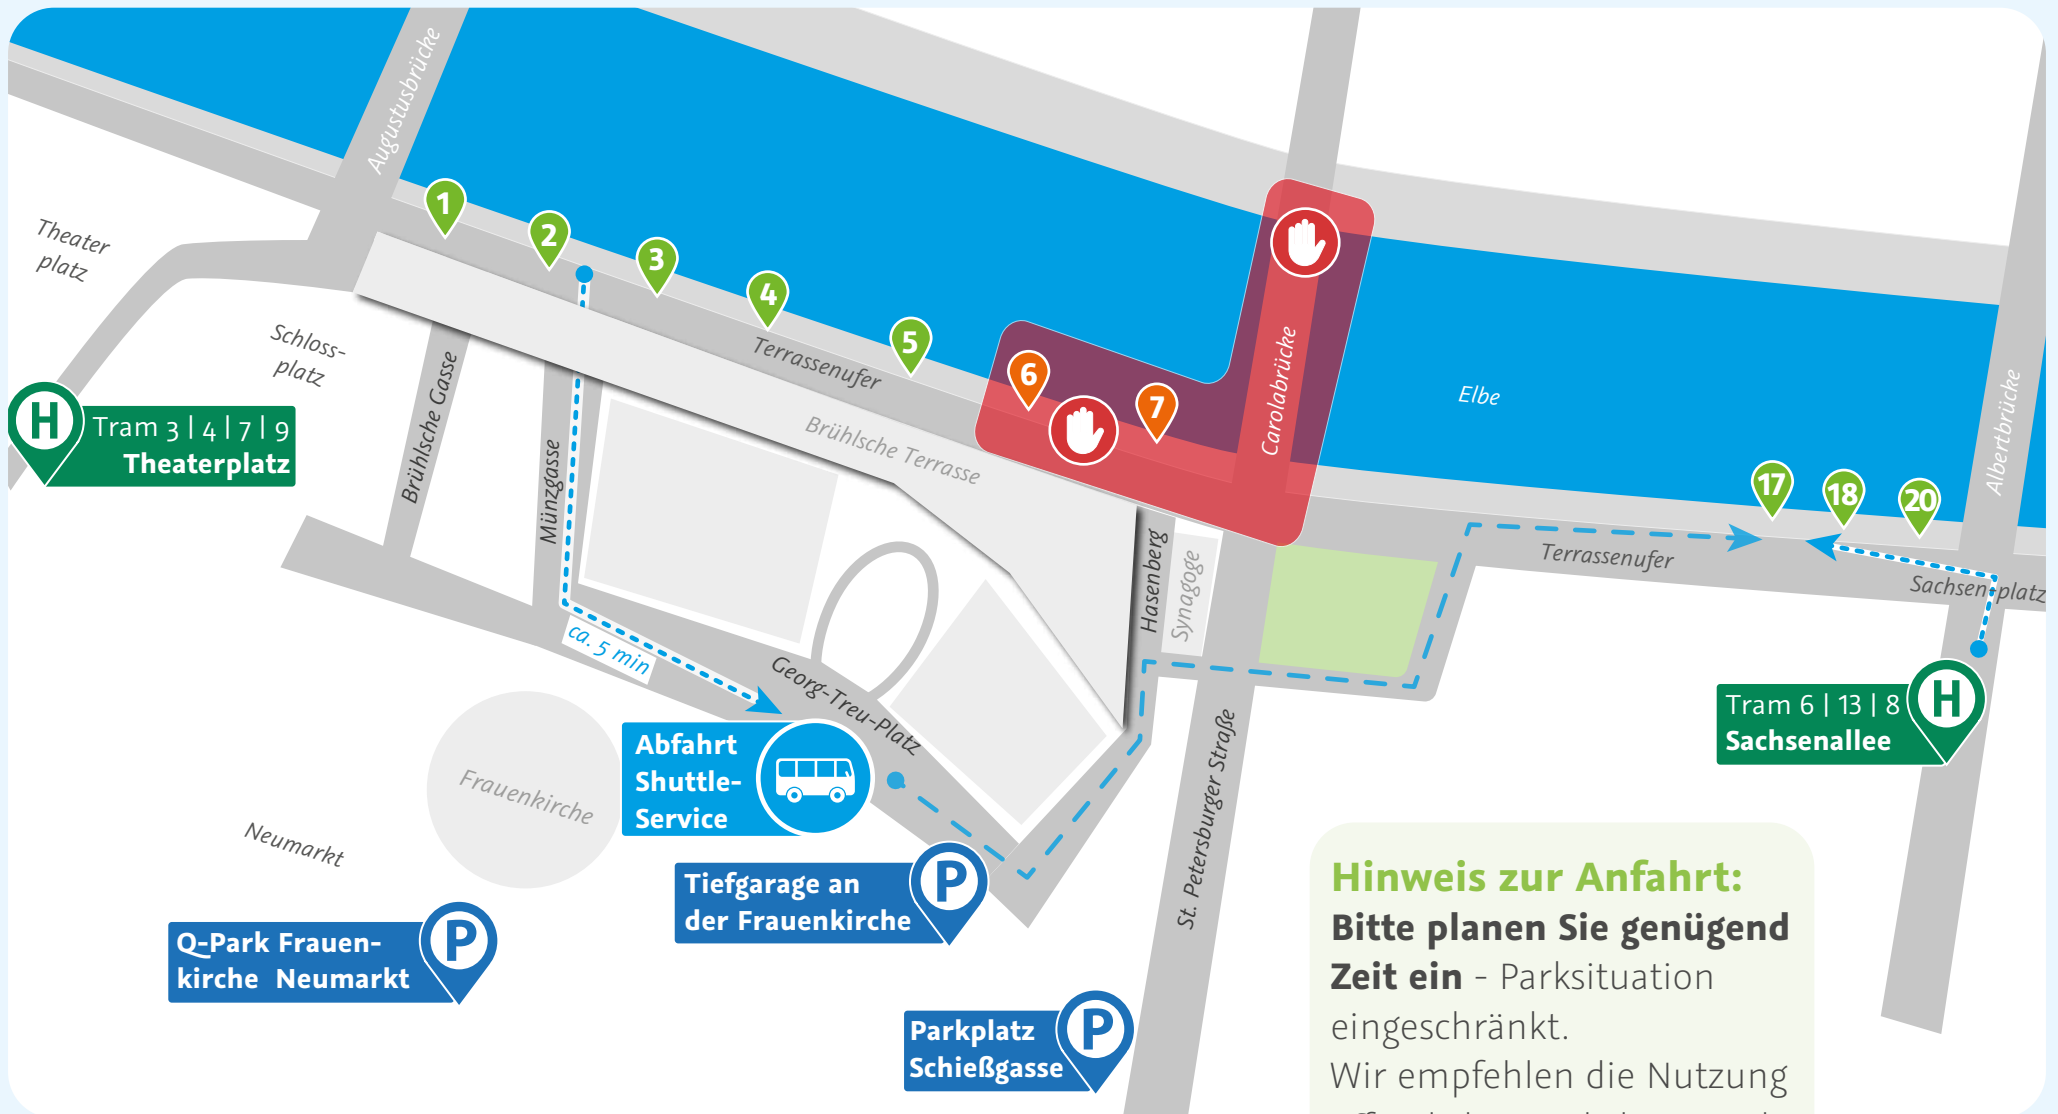 Augustusbrücke
Theater
platz
1
2
3
4
5
6
7
Schloss-
platz
Terrassenufer
Brühlsche Terrasse
Carolabrücke
Elbe
Albertbrücke
H
Tram 3 | 4 | 7 | 9
Theaterplatz
Brühlsche Gasse
Münzgasse
17
18
20
Terrassenufer
Sachsen-platz
Hasenberg
Synagoge
ca. 5 min
Georg-Treu-Platz
Tram 6 | 13 | 8
Sachsenallee
H
Abfahrt
Shuttle-
Service
Frauenkirche
Neumarkt
St. Petersburger Straße
Tiefgarage an
der Frauenkirche
P
Q-Park Frauen-
kirche Neumarkt
P
Parkplatz
Schießgasse
P
Hinweis zur Anfahrt:
Bitte planen Sie genügend
Zeit ein - Parksituation
eingeschränkt.
Wir empfehlen die Nutzung